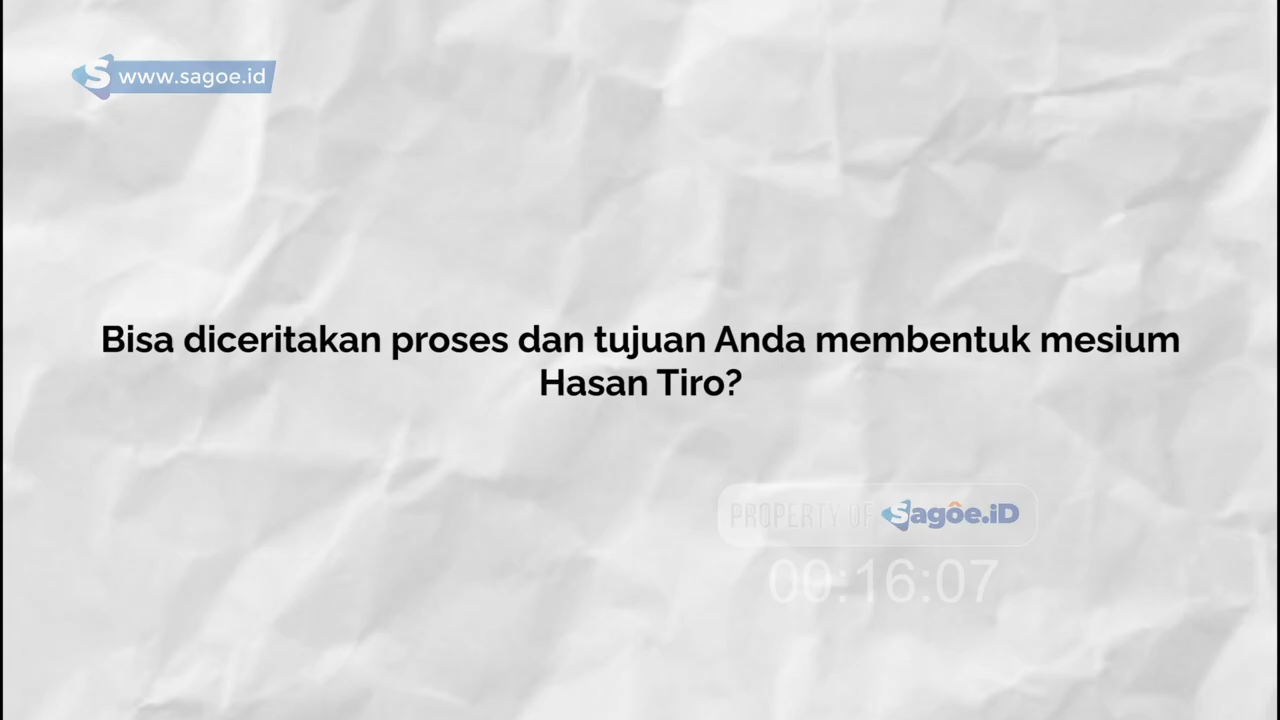 S www.sagoe.id
Bisa diceritakan proses dan tujuan Anda membentuk mesium
Hasan Tiro?
PROPERTY OF Sagôe.iD
00:16:07